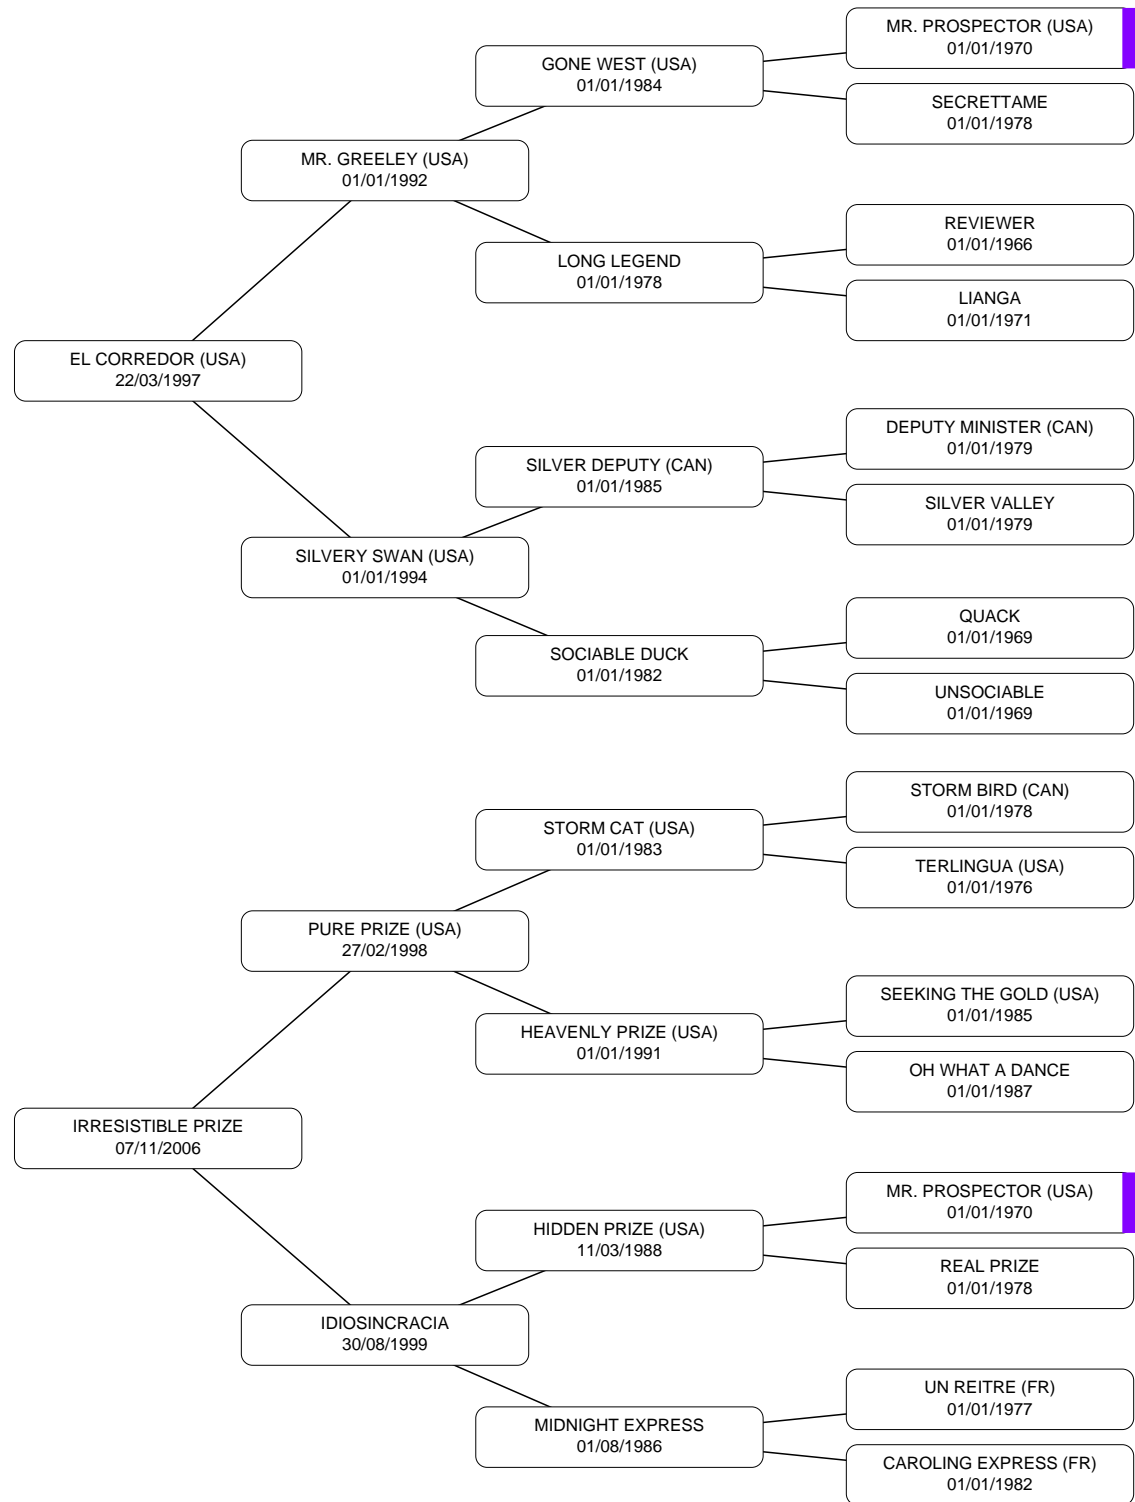 MR. PROSPECTOR (USA)
01/01/1970
GONE WEST (USA)
01/01/1984
SECRETTAME
01/01/1978
MR. GREELEY (USA)
01/01/1992
REVIEWER
01/01/1966
LONG LEGEND
01/01/1978
LIANGA
01/01/1971
EL CORREDOR (USA)
22/03/1997
DEPUTY MINISTER (CAN)
01/01/1979
SILVER DEPUTY (CAN)
01/01/1985
SILVER VALLEY
01/01/1979
SILVERY SWAN (USA)
01/01/1994
QUACK
01/01/1969
SOCIABLE DUCK
01/01/1982
UNSOCIABLE
01/01/1969
STORM BIRD (CAN)
01/01/1978
STORM CAT (USA)
01/01/1983
TERLINGUA (USA)
01/01/1976
PURE PRIZE (USA)
27/02/1998
SEEKING THE GOLD (USA)
01/01/1985
HEAVENLY PRIZE (USA)
01/01/1991
OH WHAT A DANCE
01/01/1987
IRRESISTIBLE PRIZE
07/11/2006
MR. PROSPECTOR (USA)
01/01/1970
HIDDEN PRIZE (USA)
11/03/1988
REAL PRIZE
01/01/1978
IDIOSINCRACIA
30/08/1999
UN REITRE (FR)
01/01/1977
MIDNIGHT EXPRESS
01/08/1986
CAROLING EXPRESS (FR)
01/01/1982